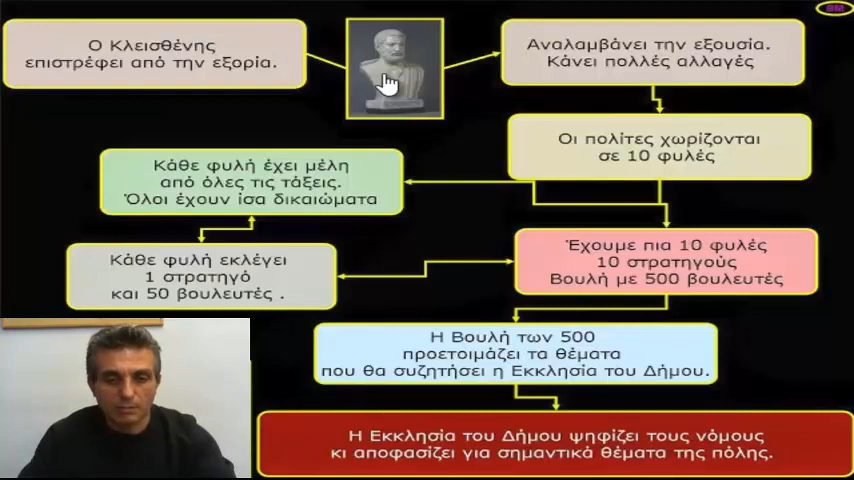 ΘΜ
Ο Κλεισθένης
επιστρέφει από την εξορία.
Αναλαμβάνει την εξουσία.
Κάνει πολλές αλλαγές
Οι πολίτες χωρίζονται
σε 10 φυλές
Κάθε φυλή έχει μέλη
από όλες τις τάξεις.
Όλοι έχουν ίσα δικαιώματα
Κάθε φυλή εκλέγει
1 στρατηγό
και 50 βουλευτές .
Έχουμε πια 10 φυλές
10 στρατηγούς
Βουλή με 500 βουλευτές
Η Βουλή των 500
προετοιμάζει τα θέματα
που θα συζητήσει η Εκκλησία του Δήμου.
Η Εκκλησία του Δήμου ψηφίζει τους νόμους
κι αποφασίζει για σημαντικά θέματα της πόλης.